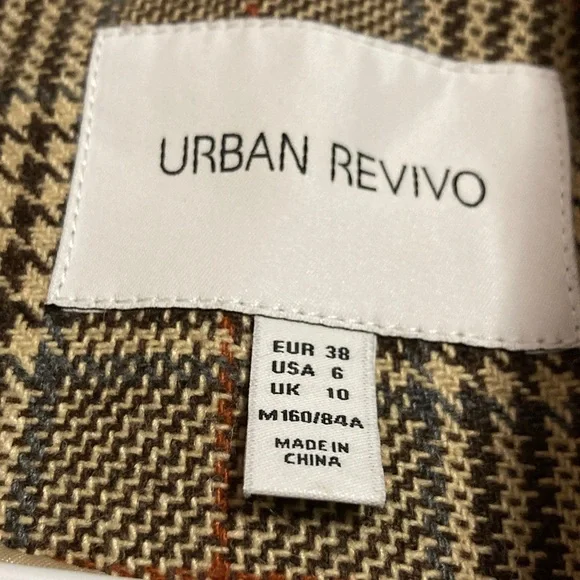 URBAN REVIVO
EUR 38
USA 6
UK 10
M160/84A
MADE IN
CHINA